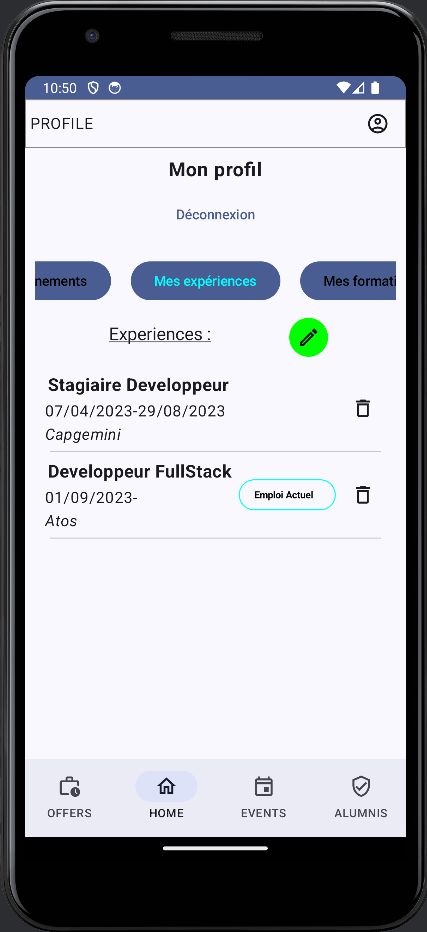 10:50
PROFILE
Mon profil
Déconnexion
nements
Mes expériences
Mes formati
Experiences :
Stagiaire Developpeur
07/04/2023-29/08/2023
Capgemini
Developpeur FullStack
01/09/2023-
Emploi Actuel
Atos
OFFERS
HOME
EVENTS
ALUMNIS